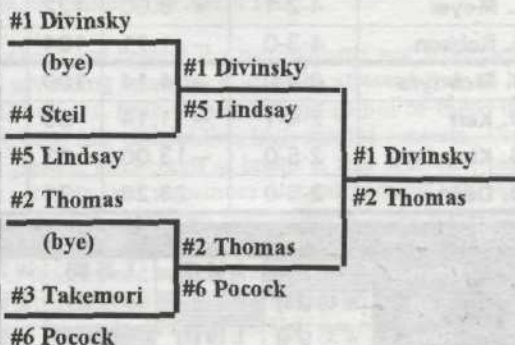 #1 Divinsky
(bye)
#4 Steil
#5 Lindsay
#2 Thomas
(bye)
#3 Takemori
#6 Pocock
#1 Divinsky
#5 Lindsay
#2 Thomas
#6 Pocock
#1 Divinsky
#2 Thomas